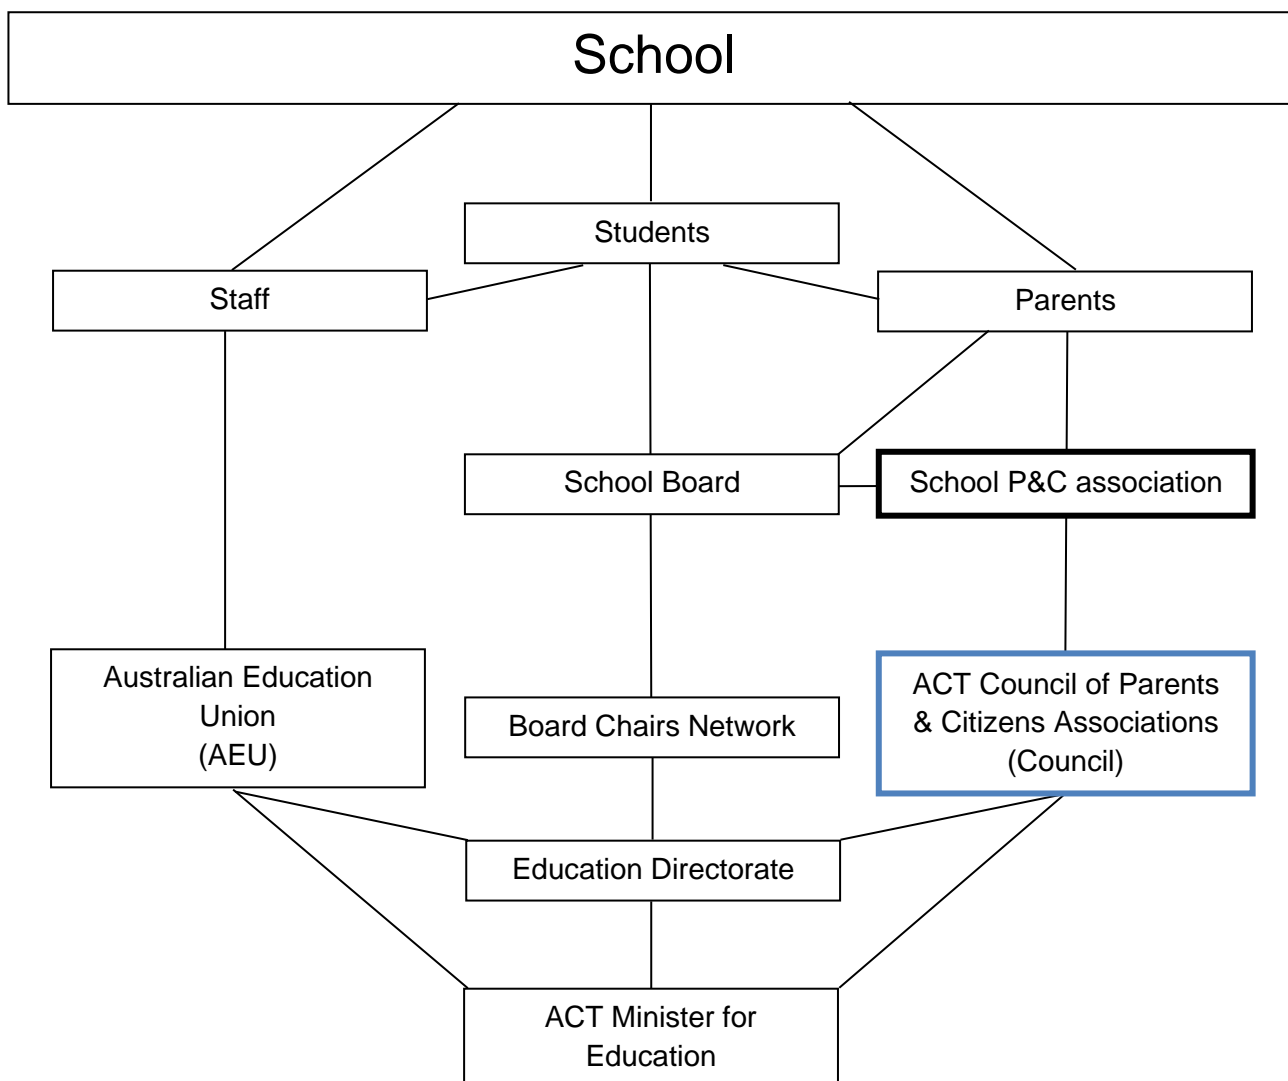 School
Students
Staff
Parents
School Board
School P&C association
Australian Education
Union
(AEU)
Board Chairs Network
ACT Council of Parents
& Citizens Associations
(Council)
Education Directorate
ACT Minister for
Education